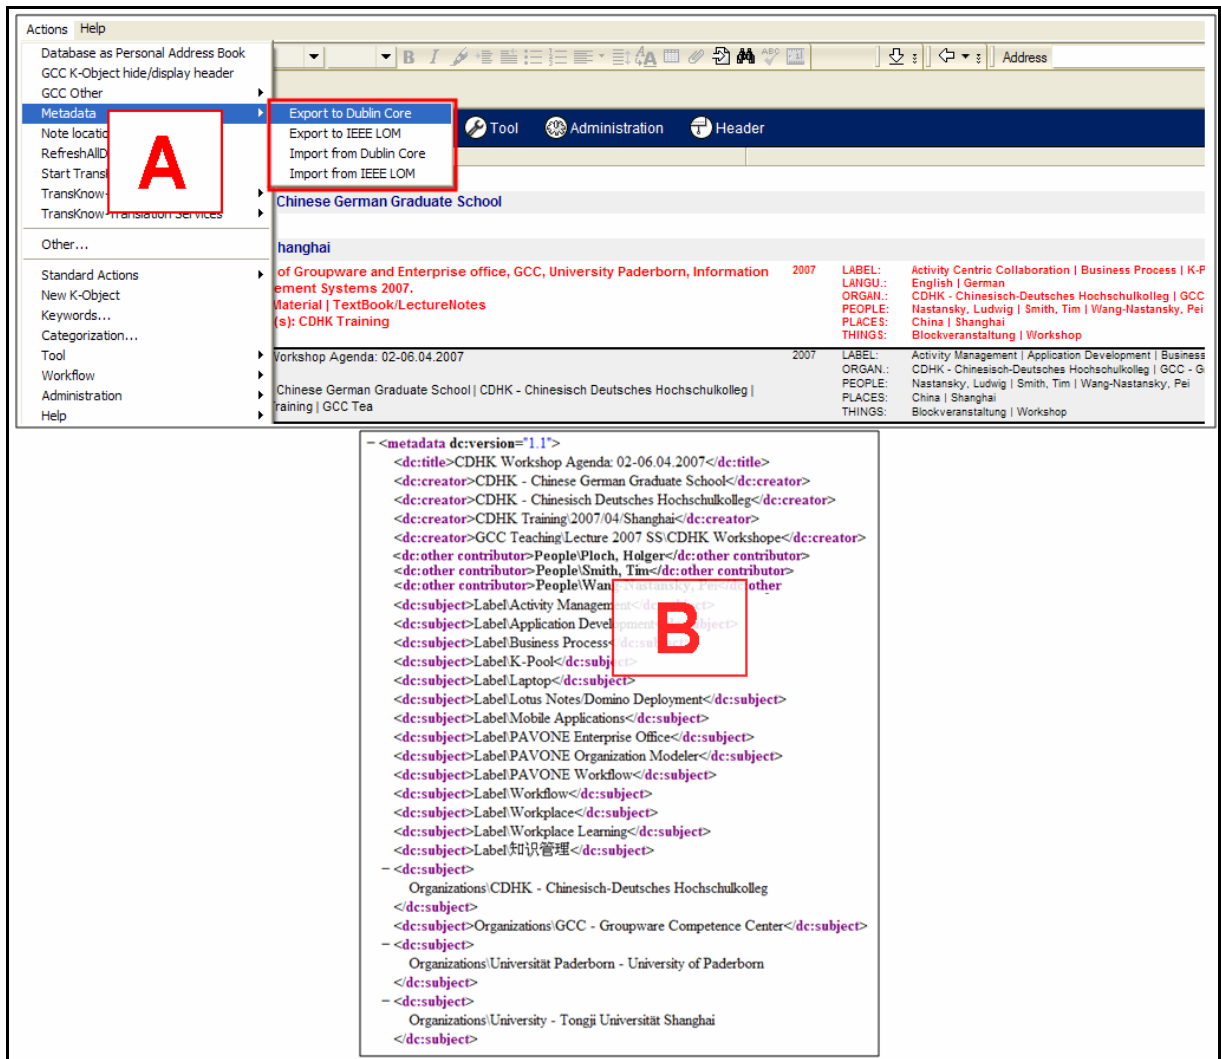 Actions Help
Database as Personal Address Book
GCC K-Object hide/display header
GCC Other
Metadata
Note locatio
RefreshAllD
Start Transl
TransKnow-
TransKnow-Translation Services
Other...
Standard Actions
New K-Object
Keywords...
Categorization...
Tool
Workflow
Administration
Help
A
Export to Dublin Core
Export to IEEE LOM
Import from Dublin Core
Import from IEEE LOM
B I Address
Tool Administration Header
Chinese German Graduate School
hanghai
of Groupware and Enterprise office, GCC, University Paderborn, Information
ement Systems 2007.
Material | TextBook/LectureNotes
(s): CDHK Training
2007
LABEL: Activity Centric Collaboration | Business Process | K-P
LANGU.: English | German
ORGAN.: CDHK - Chinesisch-Deutsches Hochschulkolleg | GCC
PEOPLE: Nastansky, Ludwig | Smith, Tim | Wang-Nastansky, Pei
PLACES: China | Shanghai
THINGS: Blockveranstaltung | Workshop
Workshop Agenda: 02-06.04.2007
Chinese German Graduate School | CDHK - Chinesisch Deutsches Hochschulkolleg |
raining | GCC Tea
2007
LABEL: Activity Management | Application Development | Business
ORGAN.: CDHK - Chinesisch-Deutsches Hochschulkolleg | GCC - G
PEOPLE: Nastansky, Ludwig | Smith, Tim | Wang-Nastansky, Pei
PLACES: China | Shanghai
THINGS: Blockveranstaltung | Workshop
− <metadata dc:version="1.1">
<dc:title>CDHK Workshop Agenda: 02-06.04.2007</dc:title>
<dc:creator>CDHK - Chinese German Graduate School</dc:creator>
<dc:creator>CDHK - Chinesisch Deutsches Hochschulkolleg</dc:creator>
<dc:creator>CDHK Training\2007/04/Shanghai</dc:creator>
<dc:creator>GCC Teaching\Lecture 2007 SS\CDHK Workshope</dc:creator>
<dc:other contributor>People\Ploch, Holger</dc:other contributor>
<dc:other contributor>People\Smith, Tim</dc:other contributor>
<dc:other contributor>People\Wang-Nastansky, Pei</dc:other
<dc:subject>Label\Activity Management</dc:subject>
<dc:subject>Label\Application Development</dc:subject>
<dc:subject>Label\Business Process</dc:subject>
<dc:subject>Label\K-Pool</dc:subject>
<dc:subject>Label\Laptop</dc:subject>
<dc:subject>Label\Lotus Notes/Domino Deployment</dc:subject>
<dc:subject>Label\Mobile Applications</dc:subject>
<dc:subject>Label\PAVONE Enterprise Office</dc:subject>
<dc:subject>Label\PAVONE Organization Modeler</dc:subject>
<dc:subject>Label\PAVONE Workflow</dc:subject>
<dc:subject>Label\Workflow</dc:subject>
<dc:subject>Label\Workplace</dc:subject>
<dc:subject>Label\Workplace Learning</dc:subject>
<dc:subject>Label\知识管理</dc:subject>
− <dc:subject>
Organizations\CDHK - Chinesisch-Deutsches Hochschulkolleg
</dc:subject>
<dc:subject>Organizations\GCC - Groupware Competence Center</dc:subject>
− <dc:subject>
Organizations\Universität Paderborn - University of Paderborn
</dc:subject>
− <dc:subject>
Organizations\University - Tongji Universität Shanghai
</dc:subject>
B